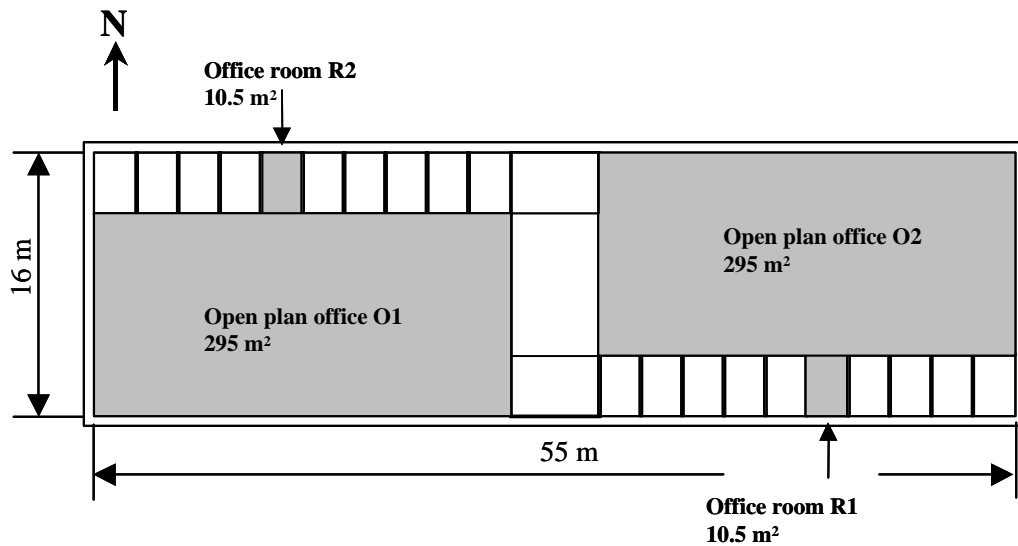 N
Office room R2
10.5 m²
16 m
Open plan office O2
295 m²
Open plan office O1
295 m²
55 m
Office room R1
10.5 m²